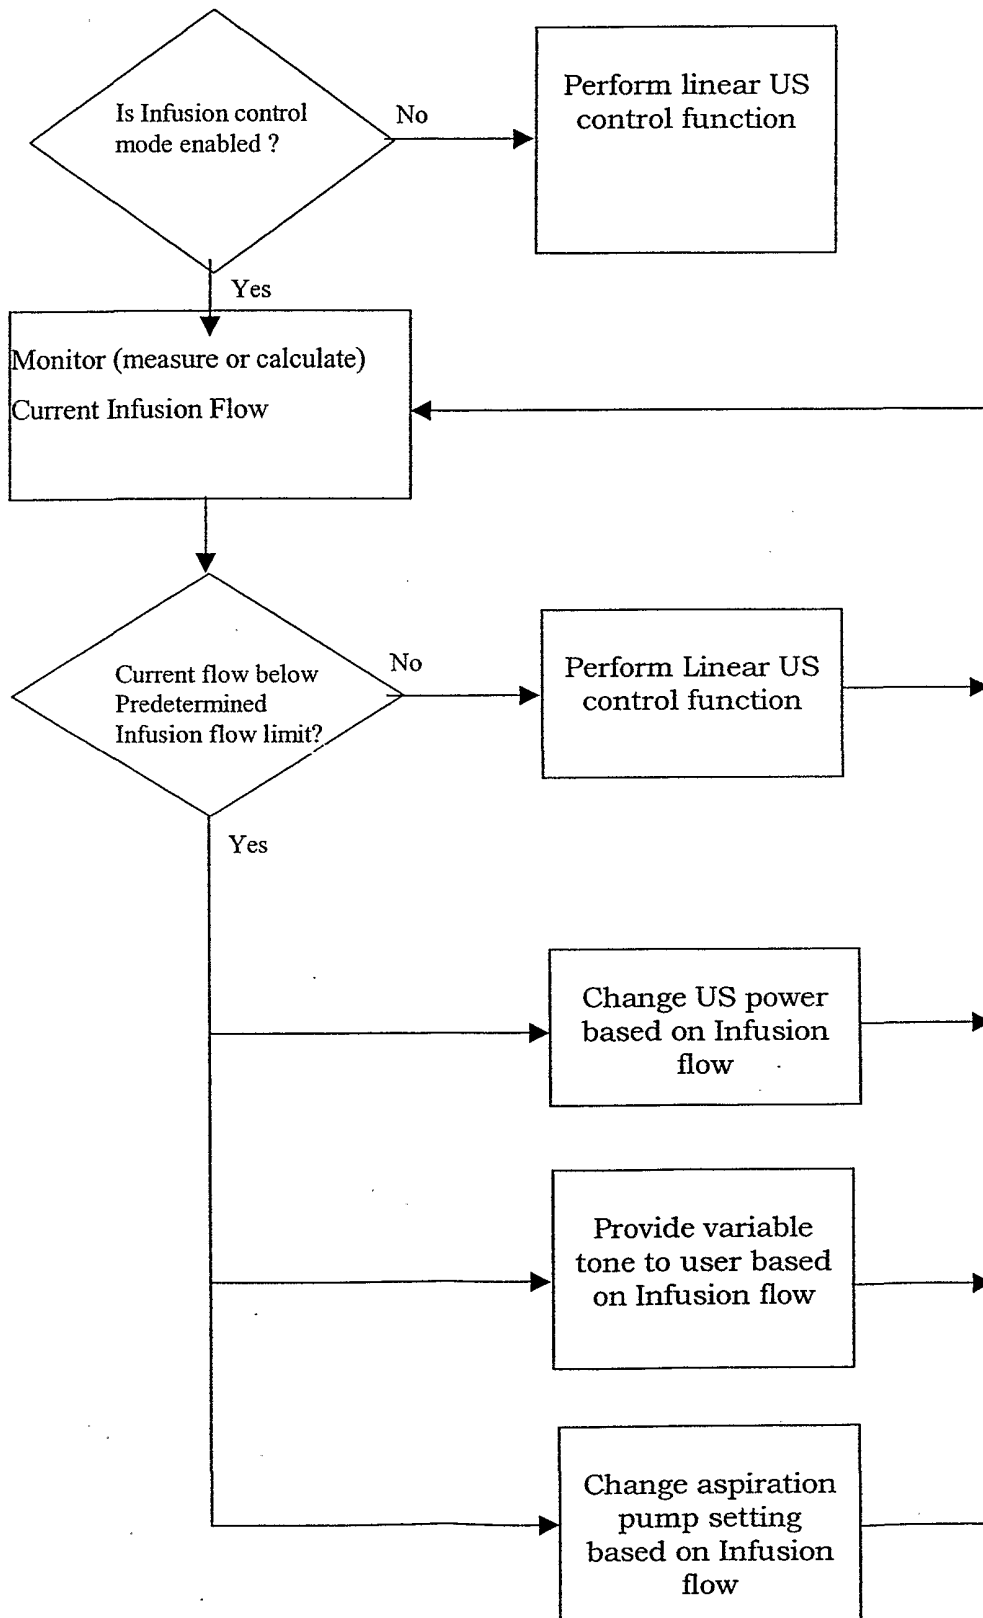 Is Infusion control
mode enabled ?
No
Perform linear US
control function
Yes
Monitor (measure or calculate)
Current Infusion Flow
Current flow below
Predetermined
Infusion flow limit?
No
Perform Linear US
control function
Yes
Change US power
based on Infusion
flow
Provide variable
tone to user based
on Infusion flow
Change aspiration
pump setting
based on Infusion
flow